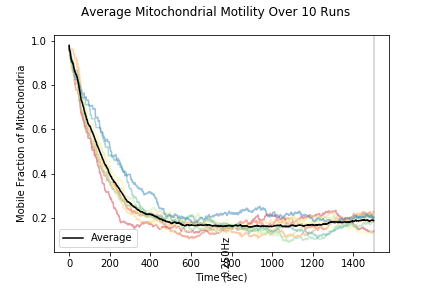 Average Mitochondrial Motility Over 10 Runs
Mobile Fraction of Mitochondria
1.0
0.8
0.6
0.4
0.2
Average
0 200 400 600 800 1000 1200 1400
Time (sec)